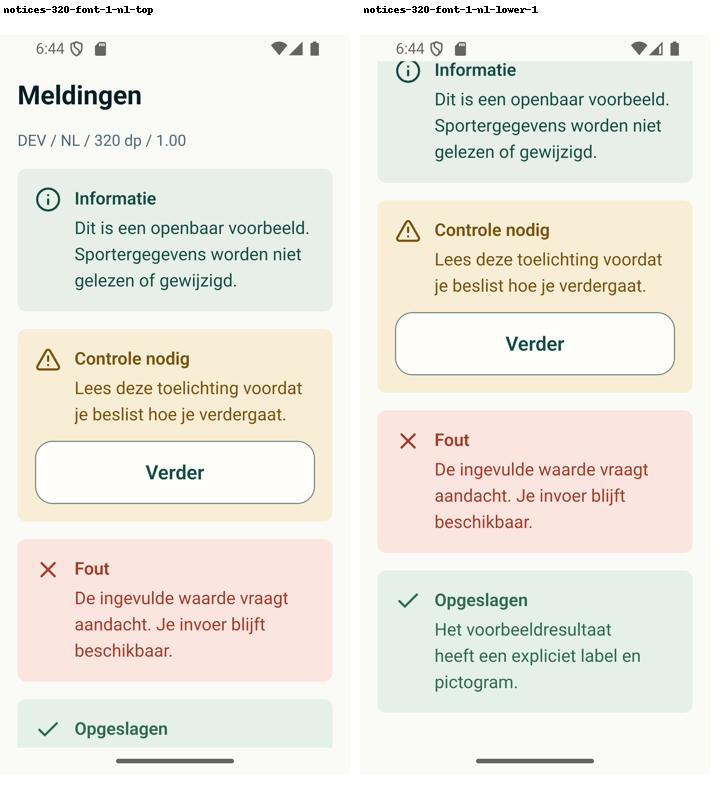 notices-320-font-1-nl-top
6:44
Meldingen
DEV / NL / 320 dp / 1.00
Informatie
Dit is een openbaar voorbeeld.
Sportergegevens worden niet
gelezen of gewijzigd.
Controle nodig
Lees deze toelichting voordat
je beslist hoe je verdergaat.
Verder
Fout
De ingevulde waarde vraagt
aandacht. Je invoer blijft
beschikbaar.
Opgeslagen
notices-320-font-1-nl-lower-1
6:44
Informatie
Dit is een openbaar voorbeeld.
Sportergegevens worden niet
gelezen of gewijzigd.
Controle nodig
Lees deze toelichting voordat
je beslist hoe je verdergaat.
Verder
Fout
De ingevulde waarde vraagt
aandacht. Je invoer blijft
beschikbaar.
Opgeslagen
Het voorbeeldresultaat
heeft een expliciet label en
pictogram.